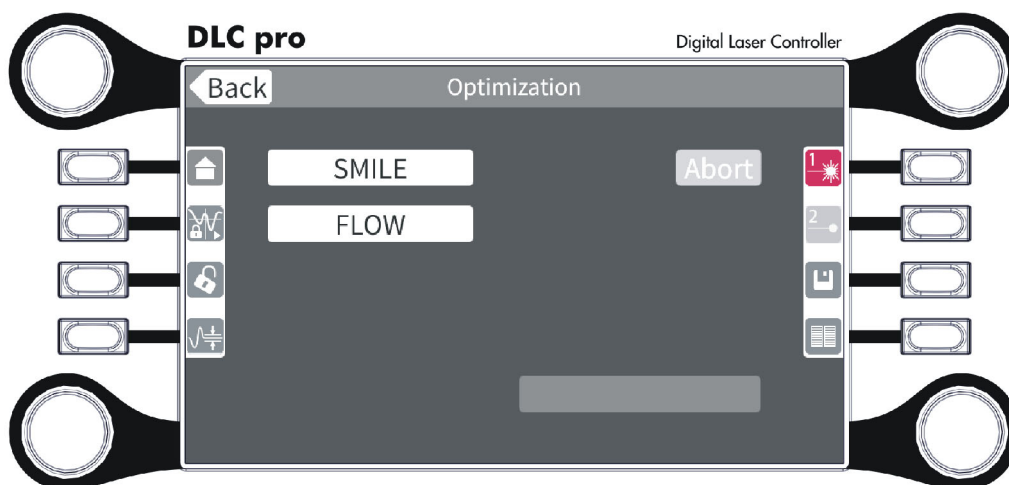 DLC pro
Digital Laser Controller
Back
Optimization
SMILE
Abort
1
FLOW
2